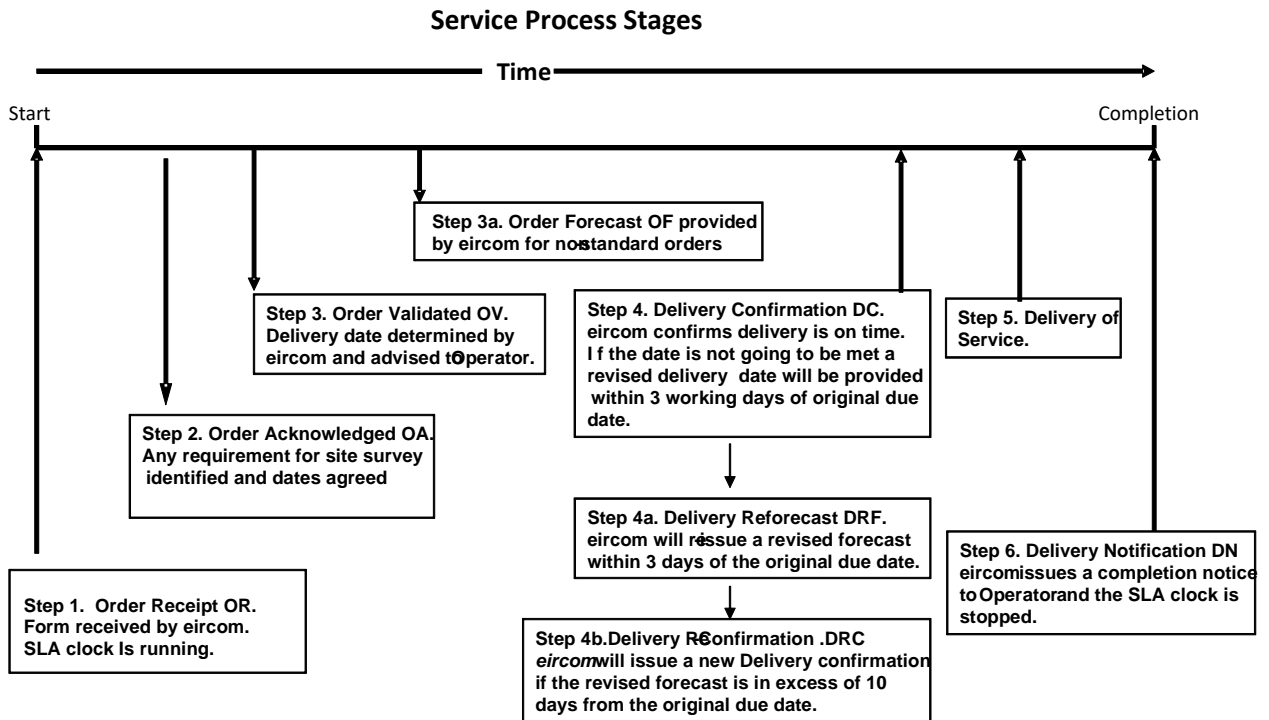 Service Process Stages
Time
Start
Completion
Step 3a. Order Forecast OF provided
by eircom for non-standard orders
Step 3. Order Validated OV.
Delivery date determined by
eircom and advised to Operator.
Step 4. Delivery Confirmation DC.
eircom confirms delivery is on time.
I f the date is not going to be met a
revised delivery date will be provided
within 3 working days of original due
date.
Step 5. Delivery of
Service.
Step 2. Order Acknowledged OA.
Any requirement for site survey
identified and dates agreed
Step 4a. Delivery Reforecast DRF.
eircom will re-issue a revised forecast
within 3 days of the original due date.
Step 6. Delivery Notification DN
eircomissues a completion notice
to Operatorand the SLA clock is
stopped.
Step 1. Order Receipt OR.
Form received by eircom.
SLA clock Is running.
Step 4b.Delivery Re-Confirmation .DRC
eircomwill issue a new Delivery confirmation
if the revised forecast is in excess of 10
days from the original due date.